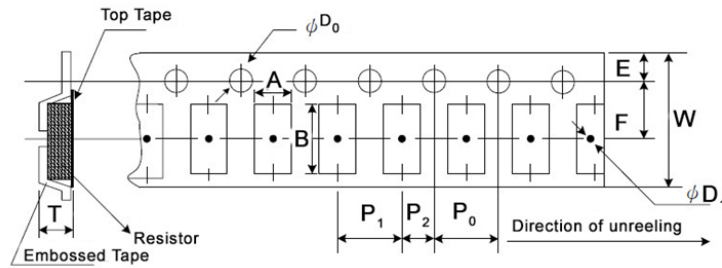 Top Tape
ϕD0
E
A
F
W
B
ϕD1
T
P1
P2
P0
Direction of unreeling
Resistor
Embossed Tape